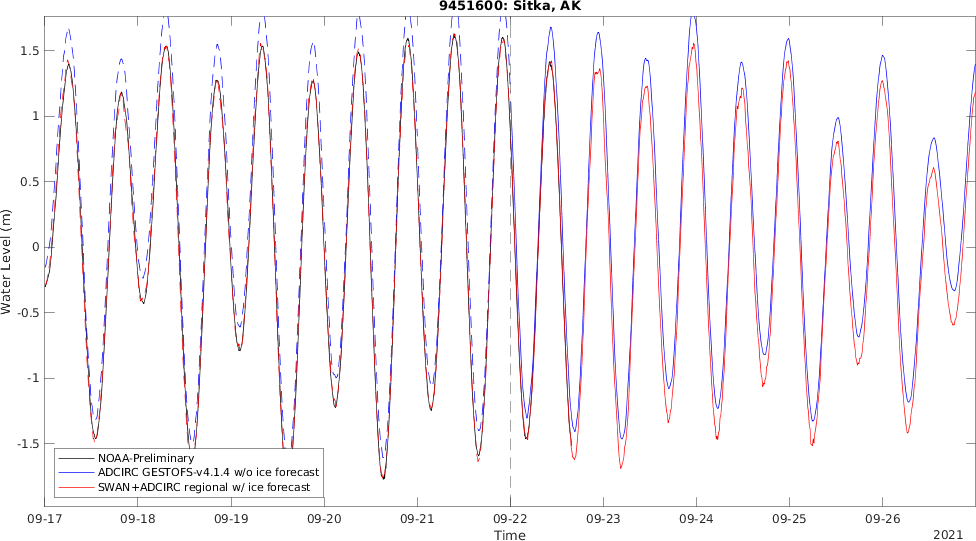 9451600: Sitka, AK
Water Level (m)
1.5
1
0.5
0
-0.5
-1
-1.5
NOAA-Preliminary
ADCIRC GESTOFS-v4.1.4 w/o ice forecast
SWAN+ADCIRC regional w/ ice forecast
09-17 09-18 09-19 09-20 09-21 09-22 09-23 09-24 09-25 09-26
Time
2021